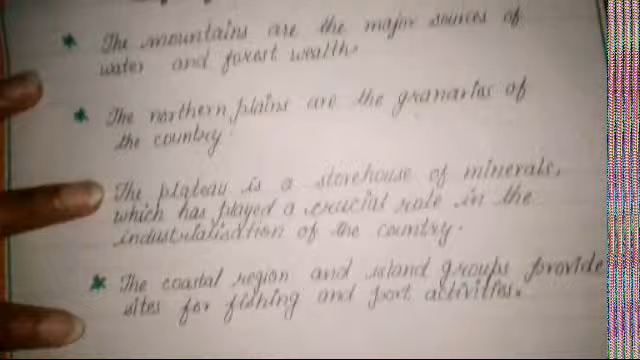 * The mountains are the major sources of
water and forest wealth.
* The northern plains are the granaries of
the country.
The plateau is a storehouse of minerals,
which has played a crucial role in the
industrialisation of the country.
* The coastal region and island groups provide
sites for fishing and port activities.